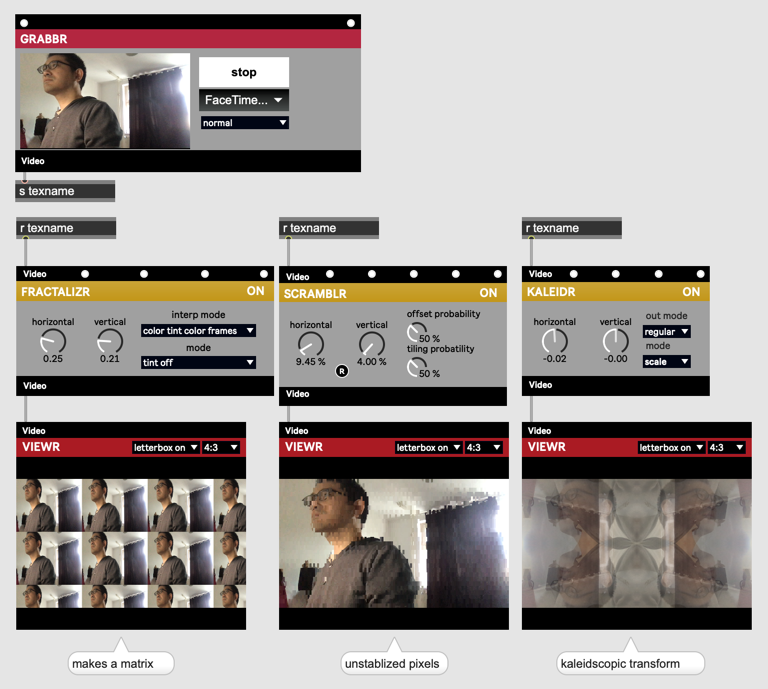 GRABBR
stop
FaceTime...
normal
Video
s texname
r texname
r texname
r texname
Video
FRACTALIZR ON
interp mode
horizontal vertical
color tint color frames
mode
0.25 0.21
tint off
Video
Video
SCRAMBLR ON
offset probability
horizontal vertical
50 %
tiling probatility
9.45 % 4.00 %
R
50 %
Video
Video
KALEIDR ON
out mode
horizontal vertical
regular
mode
-0.02 -0.00
scale
Video
Video
VIEWR letterbox on 4:3
Video
VIEWR letterbox on 4:3
Video
VIEWR letterbox on 4:3
makes a matrix
unstablized pixels
kaleidscopic transform